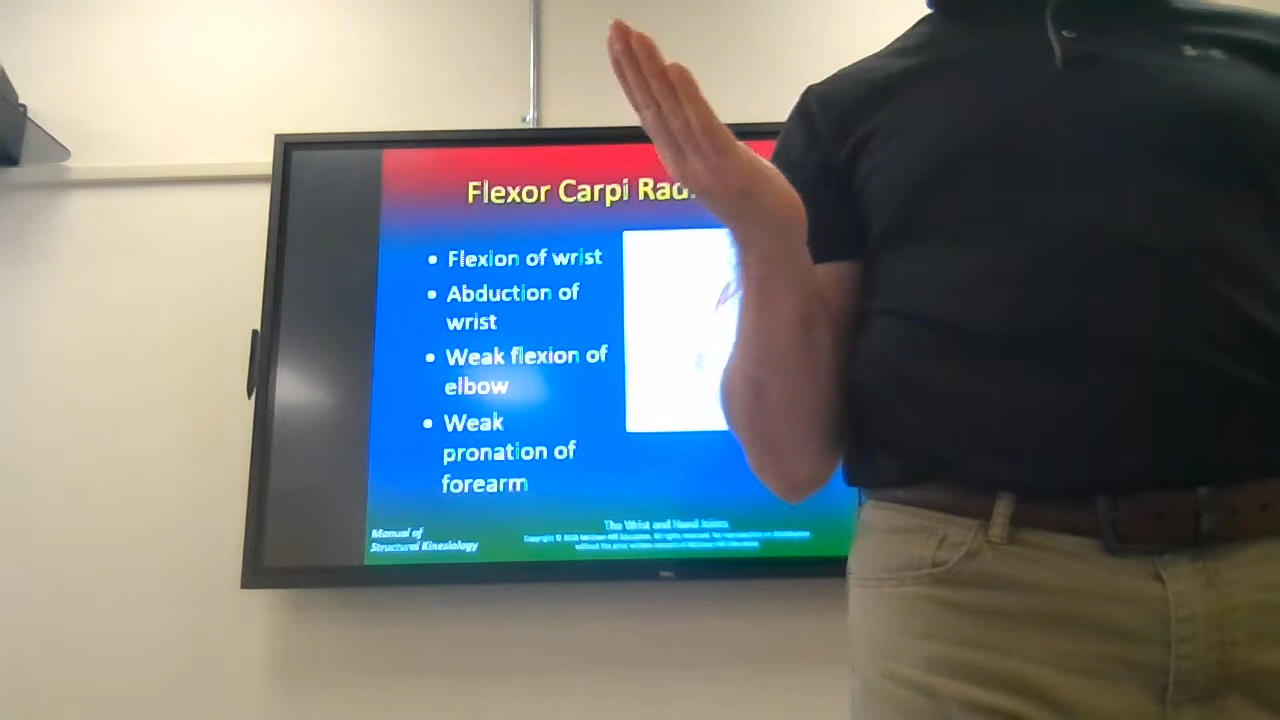 Flexor Carpi Rad
• Flexion of wrist
• Abduction of
wrist
• Weak flexion of
elbow
• Weak
pronation of
forearm
The Wrist and Hand Joints
Manual of
Structural Kinesiology